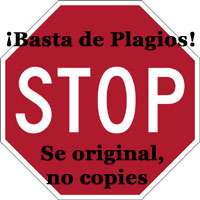 ¡Basta de Plagios!
STOP
Se original,
no copies